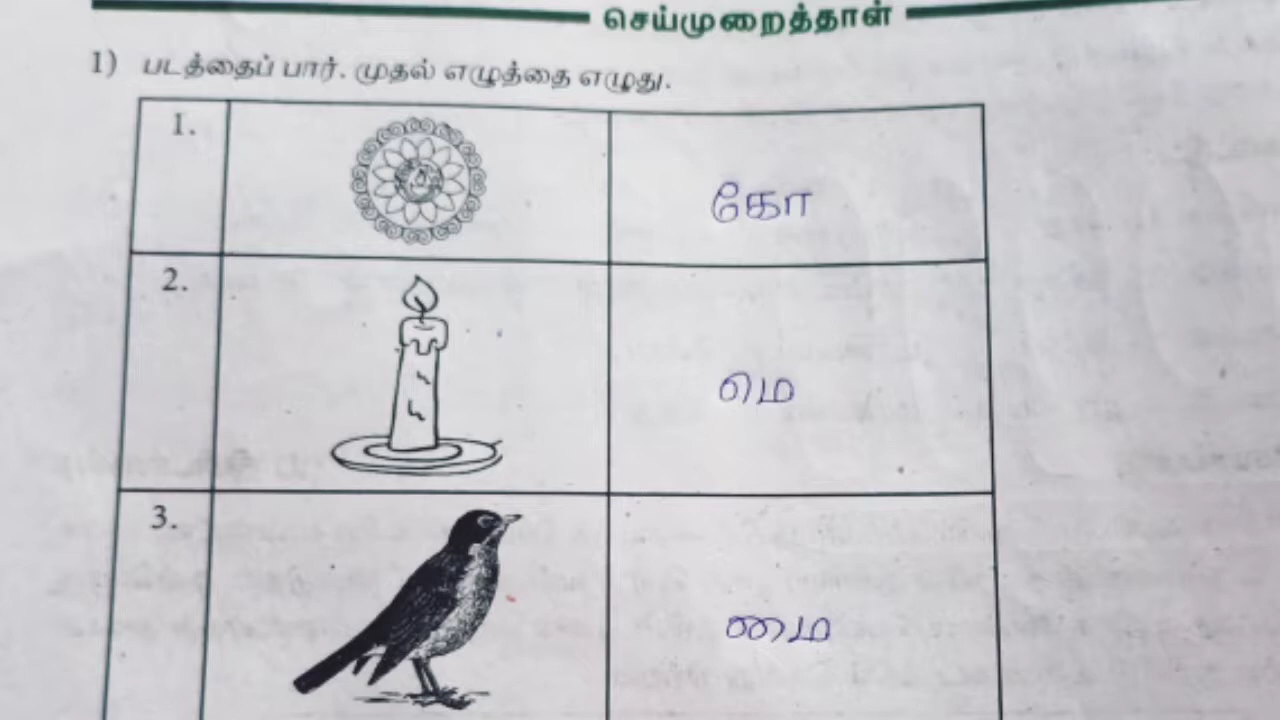 செய்முறைத்தாள்
1) படத்தைப் பார். முதல் எழுத்தை எழுது.
1.
கோ
2.
மெ
3.
மை